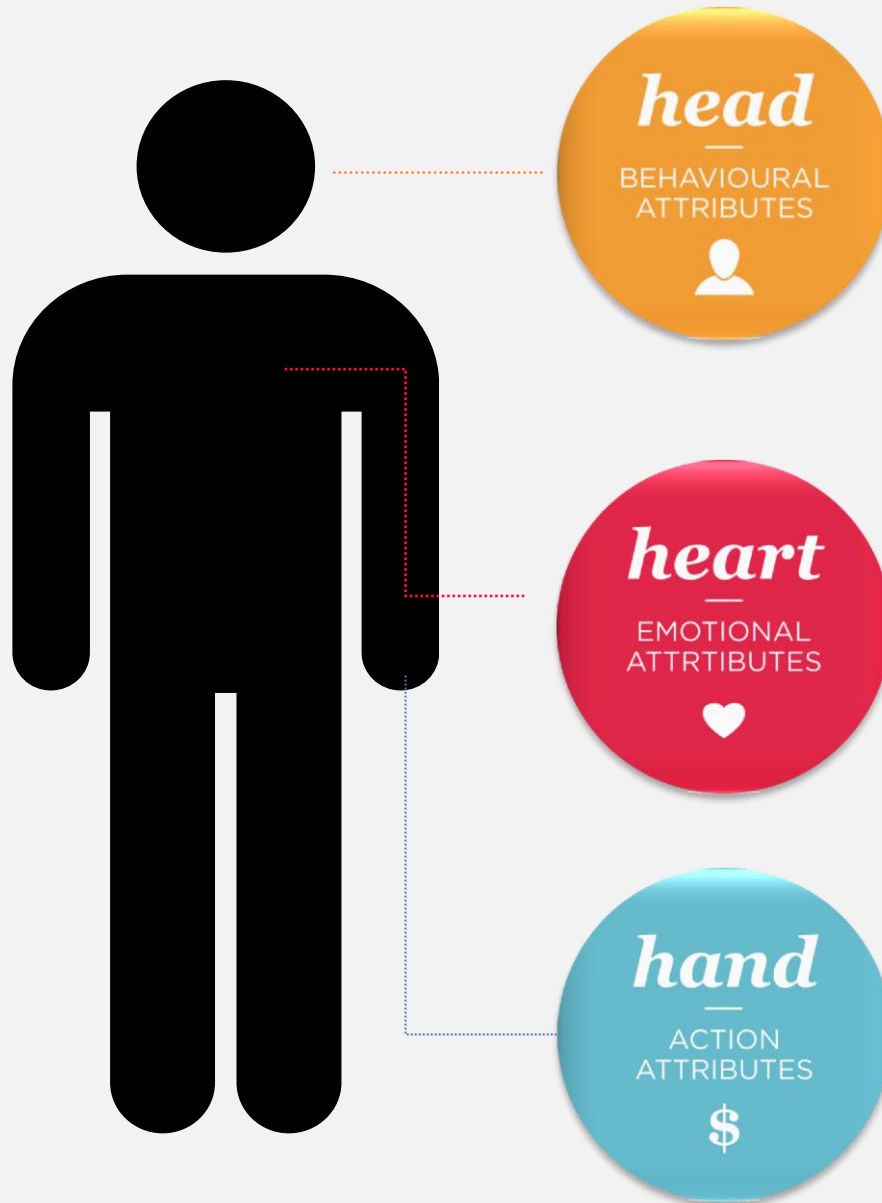 head
BEHAVIOURAL
ATTRIBUTES
heart
EMOTIONAL
ATTRTIBUTES
hand
ACTION
ATTRIBUTES
$